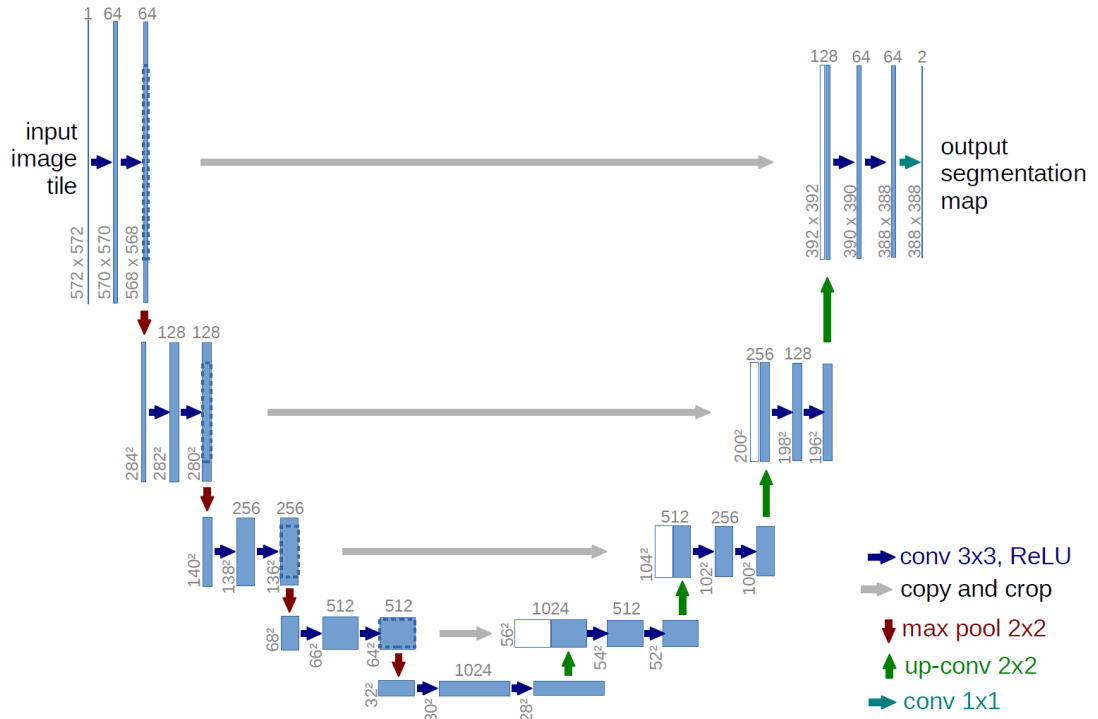 1 64 64
128 64 64 2
input
image
tile
output
segmentation
map
572 x 572
570 x 570
568 x 568
392 x 392
390 x 390
388 x 388
388 x 388
128 128
256 128
284²
282²
280²
200²
198²
196²
256 256
512 256
140²
138²
136²
104²
102²
100²
512 512
1024 512
68²
66²
64²
56²
54²
52²
1024
32²
30²
28²
conv 3x3, ReLU
copy and crop
max pool 2x2
up-conv 2x2
conv 1x1